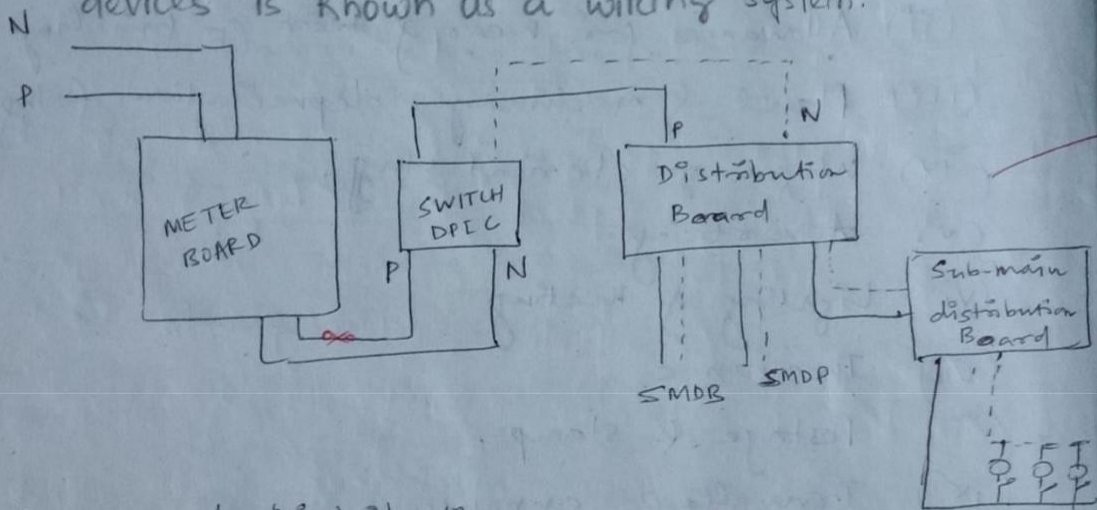 devices is known as a wiring system.
N
P
METER
BOARD
SWITCH
DPIC
P
N
P
N
Distribution
Board
SMDB
SMDP
Sub-main
distribution
Board